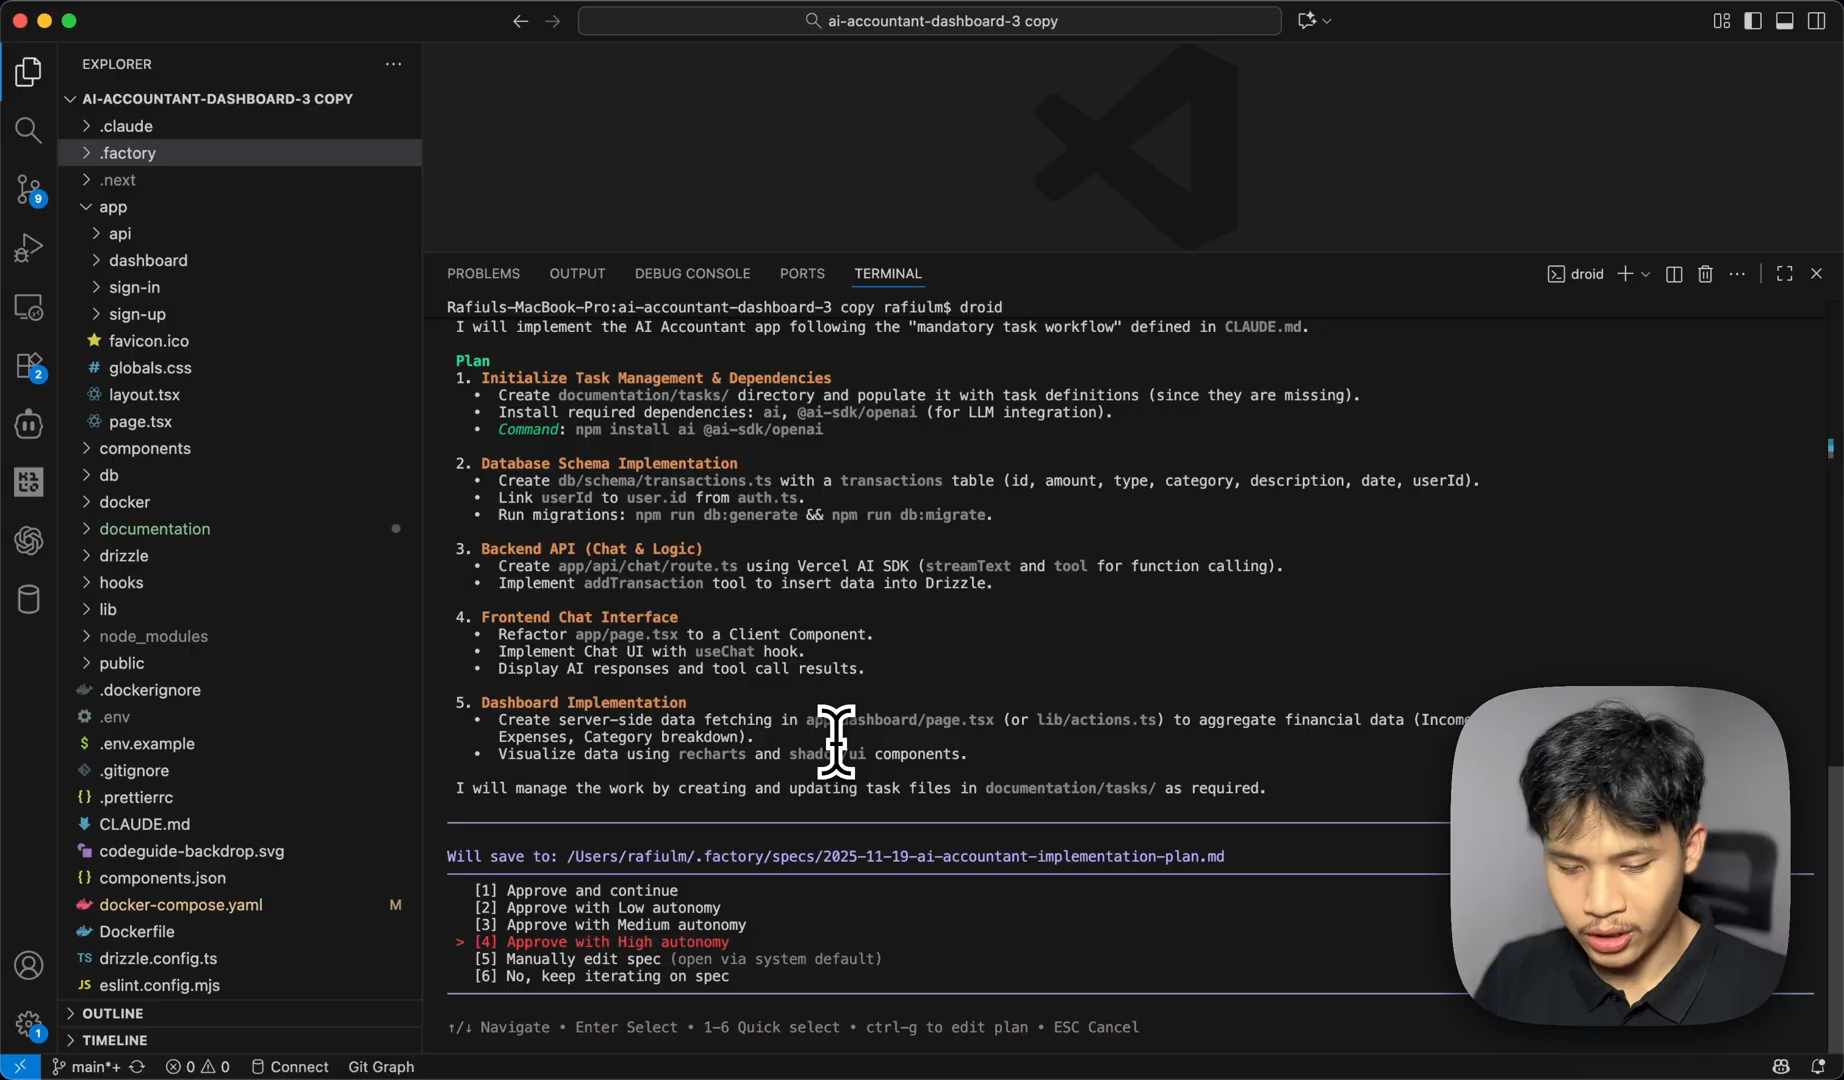 ai-accountant-dashboard-3 copy
EXPLORER
AI-ACCOUNTANT-DASHBOARD-3 COPY
.claude
.factory
.next
app
api
dashboard
sign-in
sign-up
favicon.ico
globals.css
layout.tsx
page.tsx
components
db
docker
documentation
drizzle
hooks
lib
node_modules
public
.dockerignore
.env
.env.example
.gitignore
.prettierrc
CLAUDE.md
codeguide-backdrop.svg
components.json
docker-compose.yaml M
Dockerfile
TS drizzle.config.ts
JS eslint.config.mjs
OUTLINE
TIMELINE
9
2
1
PROBLEMS OUTPUT DEBUG CONSOLE PORTS TERMINAL
droid
Rafiuls-MacBook-Pro:ai-accountant-dashboard-3 copy rafiulm$ droid
I will implement the AI Accountant app following the "mandatory task workflow" defined in CLAUDE.md.
Plan
1. Initialize Task Management & Dependencies
• Create documentation/tasks/ directory and populate it with task definitions (since they are missing).
• Install required dependencies: ai, @ai-sdk/openai (for LLM integration).
• Command: npm install ai @ai-sdk/openai
2. Database Schema Implementation
• Create db/schema/transactions.ts with a transactions table (id, amount, type, category, description, date, userId).
• Link userId to user.id from auth.ts.
• Run migrations: npm run db:generate && npm run db:migrate.
3. Backend API (Chat & Logic)
• Create app/api/chat/route.ts using Vercel AI SDK (streamText and tool for function calling).
• Implement addTransaction tool to insert data into Drizzle.
4. Frontend Chat Interface
• Refactor app/page.tsx to a Client Component.
• Implement Chat UI with useChat hook.
• Display AI responses and tool call results.
5. Dashboard Implementation
• Create server-side data fetching in app/dashboard/page.tsx (or lib/actions.ts) to aggregate financial data (Income
Expenses, Category breakdown).
• Visualize data using recharts and shadcn/ui components.
I will manage the work by creating and updating task files in documentation/tasks/ as required.
Will save to: /Users/rafiulm/.factory/specs/2025-11-19-ai-accountant-implementation-plan.md
[1] Approve and continue
[2] Approve with Low autonomy
[3] Approve with Medium autonomy
> [4] Approve with High autonomy
[5] Manually edit spec (open via system default)
[6] No, keep iterating on spec
↑/↓ Navigate • Enter Select • 1-6 Quick select • ctrl-g to edit plan • ESC Cancel
main*+ 0 0 Connect Git Graph